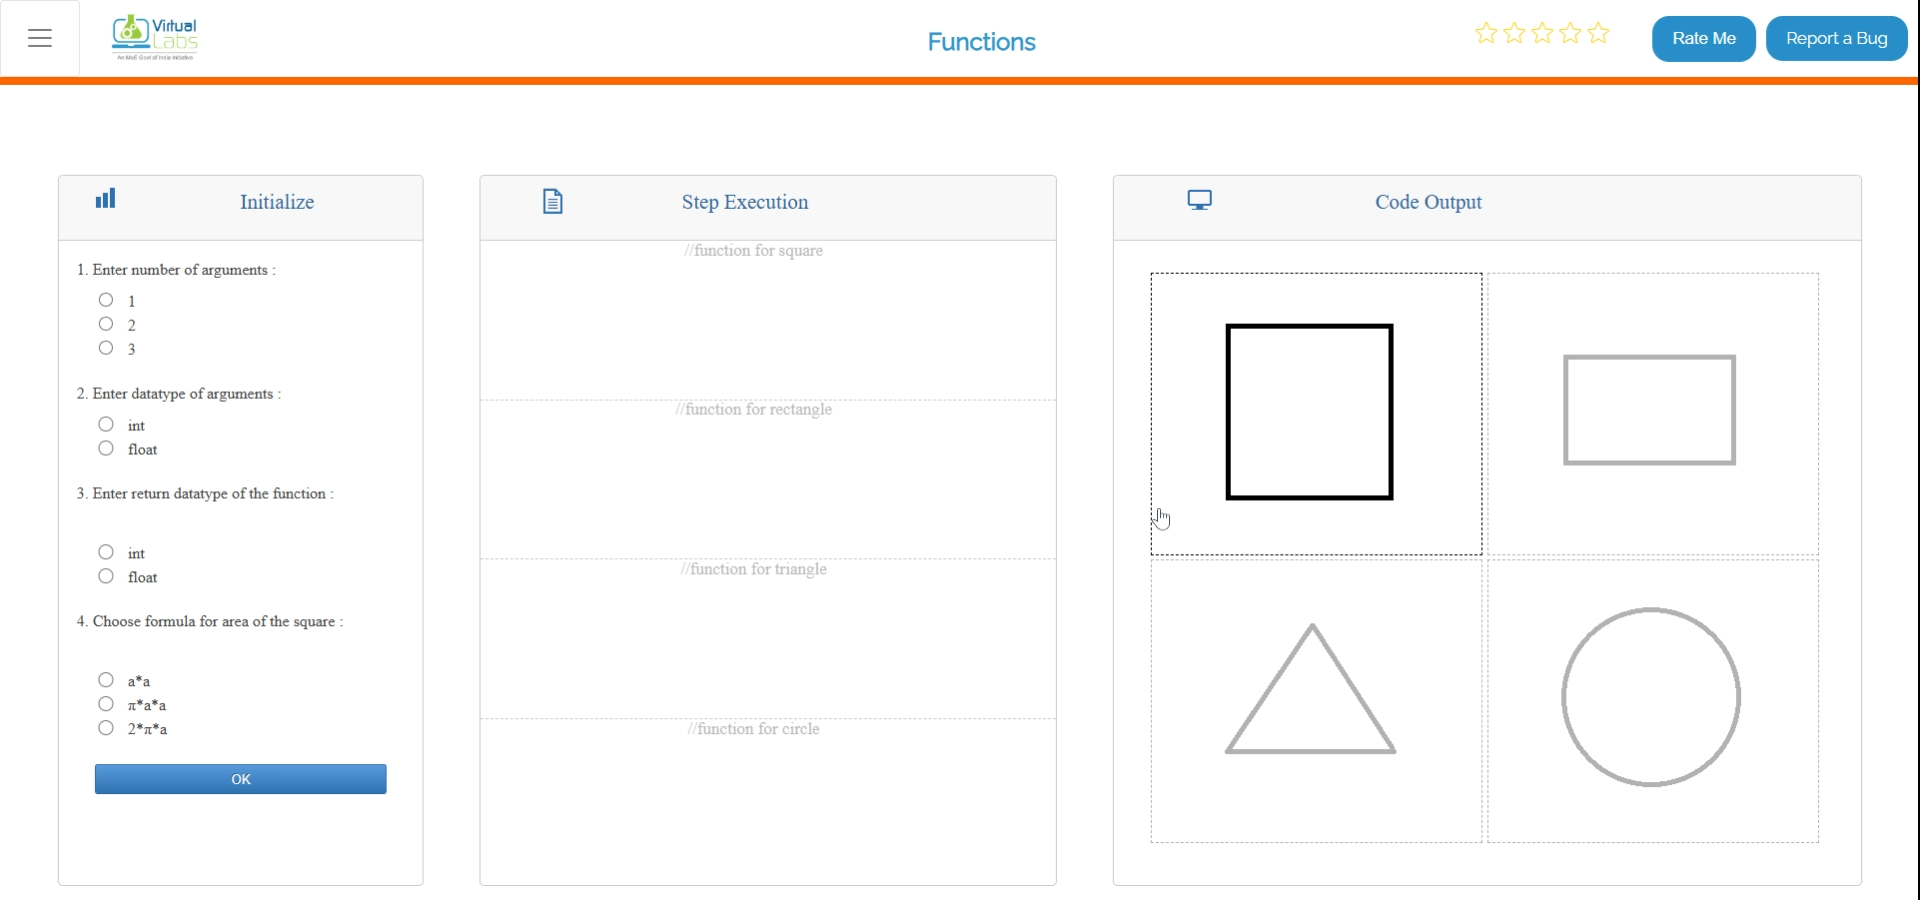 Virtual
Labs
An MoE Govt of India Initiative
Functions
Rate Me
Report a Bug
Initialize
1. Enter number of arguments :
1
2
3
2. Enter datatype of arguments :
int
float
3. Enter return datatype of the function :
int
float
4. Choose formula for area of the square :
a*a
π*a*a
2*π*a
OK
Step Execution
//function for square
//function for rectangle
//function for triangle
//function for circle
Code Output